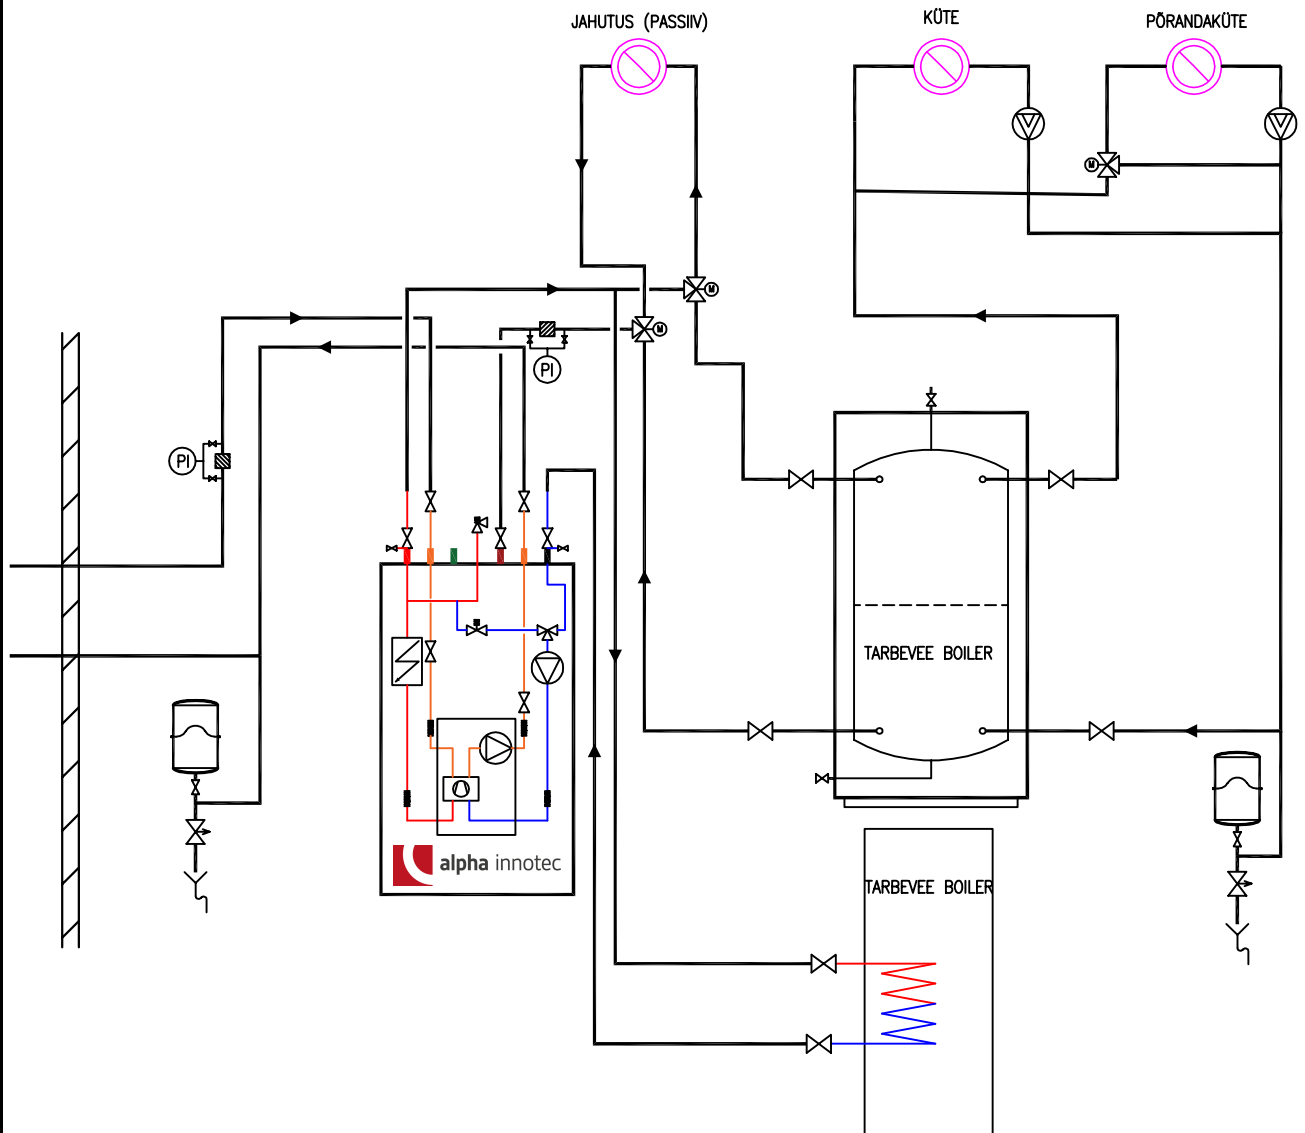 JAHUTUS (PASSIIV)
KÜTE
PÕRANDAKÜTE
M
M
M
PI
PI
TARBEVEE BOILER
alpha innotec
TARBEVEE BOILER